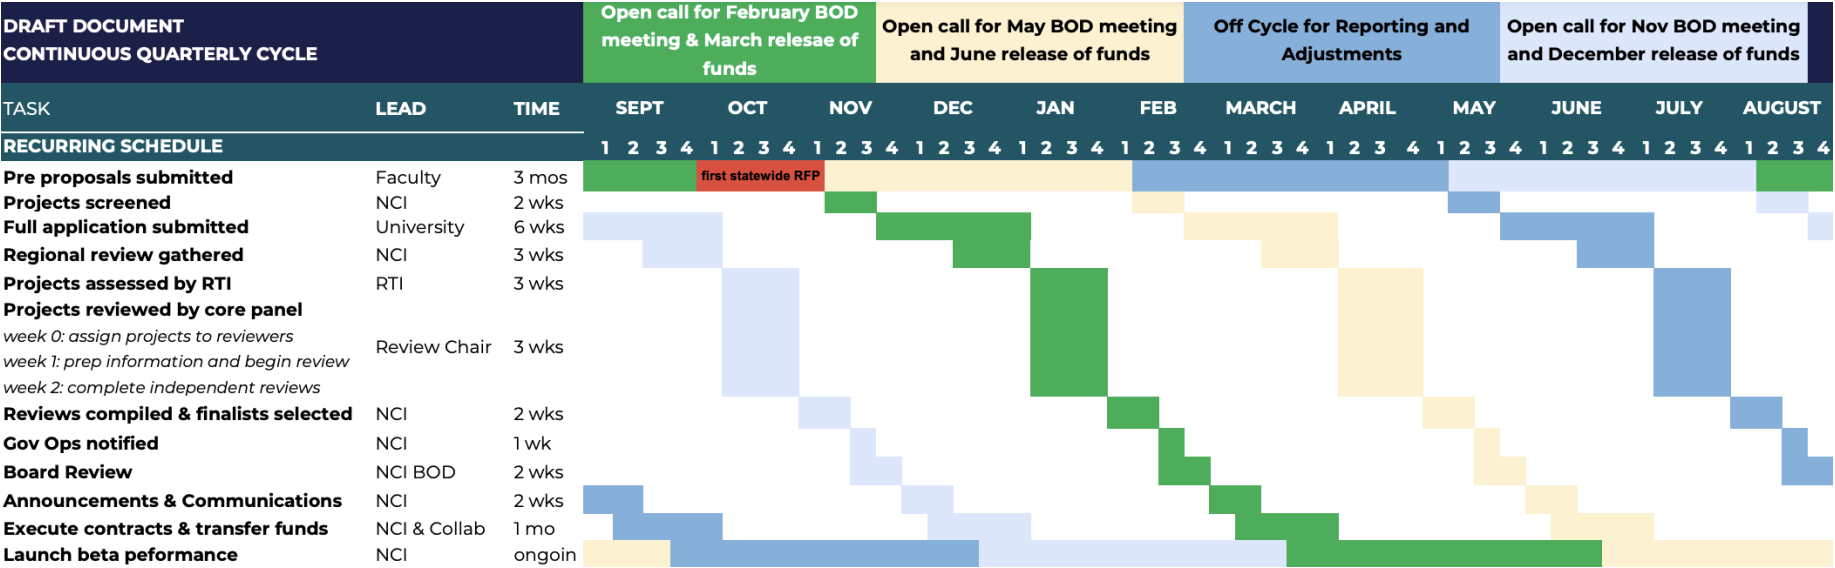 DRAFT DOCUMENT
CONTINUOUS QUARTERLY CYCLE
Open call for February BOD
meeting & March relesae of
funds
Open call for May BOD meeting
and June release of funds
Off Cycle for Reporting and
Adjustments
Open call for Nov BOD meeting
and December release of funds
TASK LEAD TIME SEPT OCT NOV DEC JAN FEB MARCH APRIL MAY JUNE JULY AUGUST
RECURRING SCHEDULE 1 2 3 4 1 2 3 4 1 2 3 4 1 2 3 4 1 2 3 4 1 2 3 4 1 2 3 4 1 2 3 4 1 2 3 4 1 2 3 4 1 2 3 4 1 2 3 4
Pre proposals submitted Faculty 3 mos first statewide RFP
Projects screened NCI 2 wks
Full application submitted University 6 wks
Regional review gathered NCI 3 wks
Projects assessed by RTI RTI 3 wks
Projects reviewed by core panel
week 0: assign projects to reviewers
week 1: prep information and begin review
week 2: complete independent reviews
Review Chair 3 wks
Reviews compiled & finalists selected NCI 2 wks
Gov Ops notified NCI 1 wk
Board Review NCI BOD 2 wks
Announcements & Communications NCI 2 wks
Execute contracts & transfer funds NCI & Collab 1 mo
Launch beta peformance NCI ongoin